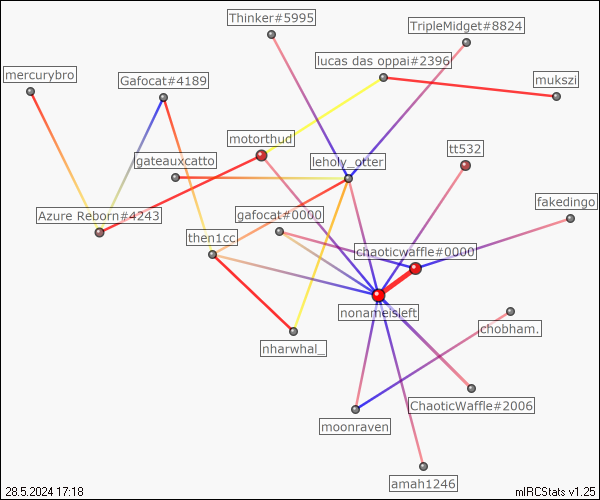 Thinker#5995
TripleMidget#8824
lucas das oppai#2396
mercurybro
Gafocat#4189
mukszi
motorthud
tt532
gateauxcatto
leholy_otter
fakedingo
Azure Reborn#4243
gafocat#0000
then1cc
chaoticwaffle#0000
nonameisleft
chobham.
nharwhal_
ChaoticWaffle#2006
moonraven
amah1246
28.5.2024 17:18
mIRCStats v1.25